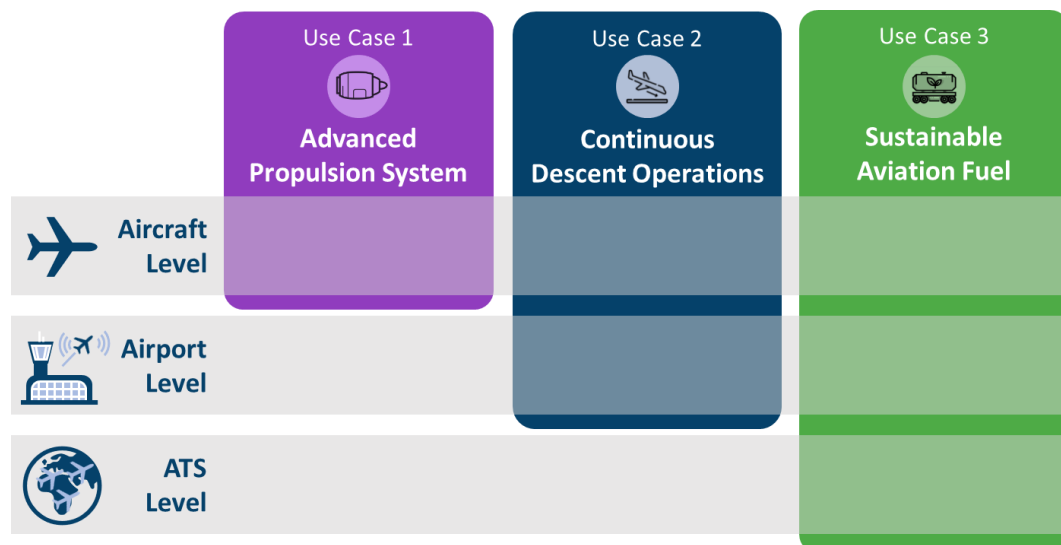 Use Case 1
Advanced
Propulsion System
Use Case 2
Continuous
Descent Operations
Use Case 3
Sustainable
Aviation Fuel
Aircraft
Level
Airport
Level
ATS
Level